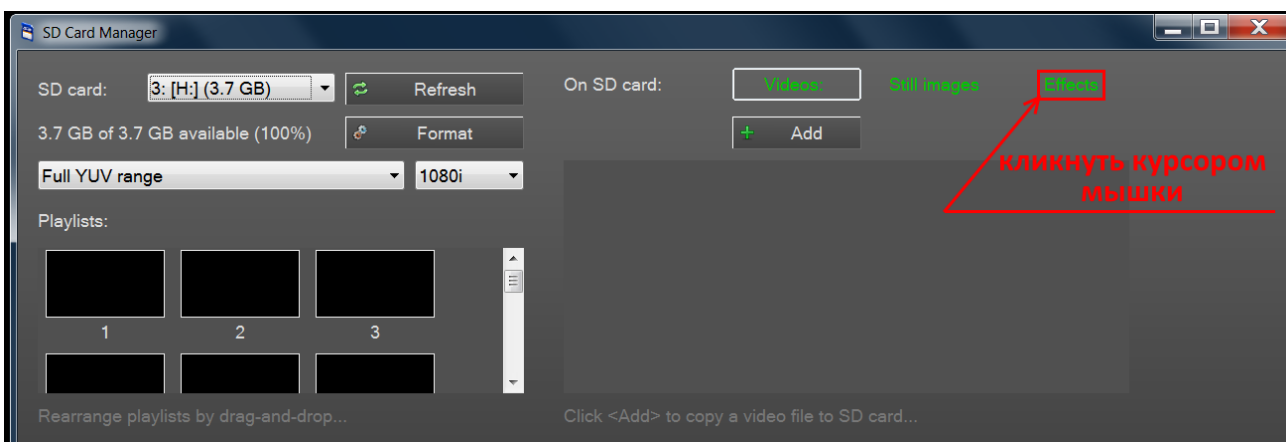 SD Card Manager
SD card:
3: [H:] (3.7 GB)
Refresh
On SD card:
Videos:
Still images
Effects
3.7 GB of 3.7 GB available (100%)
Format
Add
Full YUV range
1080i
кликнуть курсором
мышки
Playlists:
1
2
3
Rearrange playlists by drag-and-drop...
Click <Add> to copy a video file to SD card...